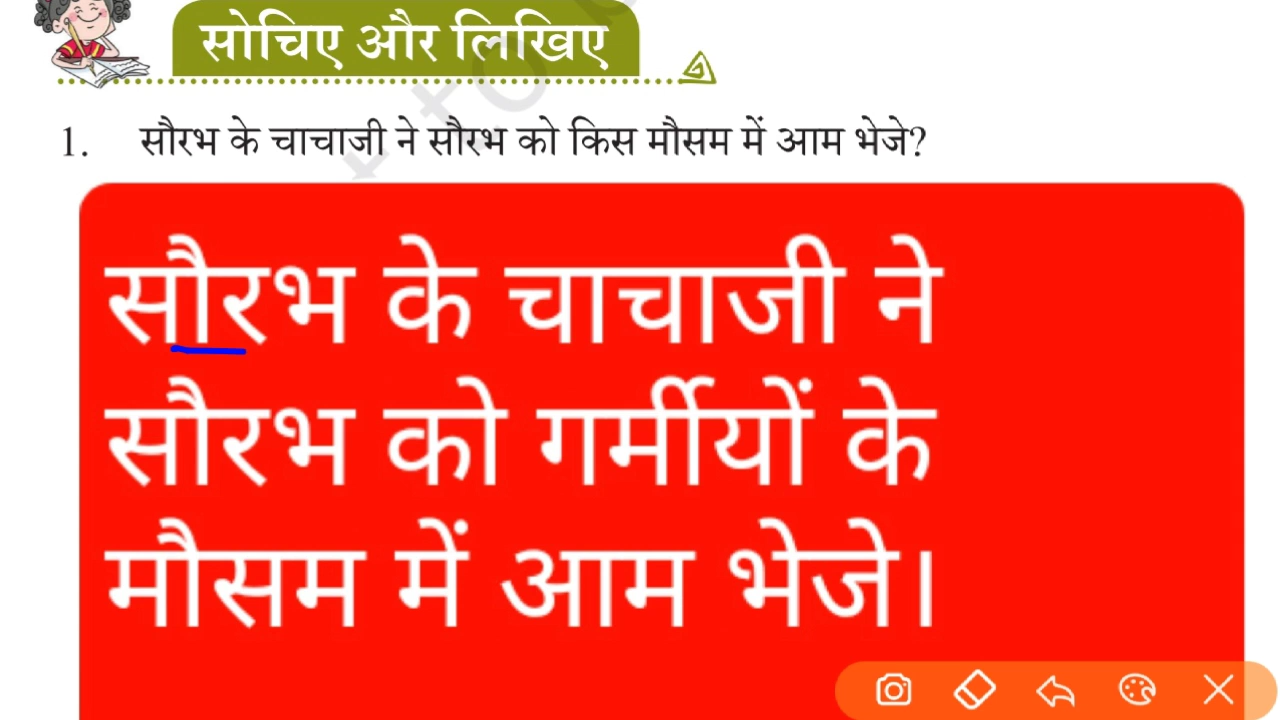 सोचिए और लिखिए
1. सौरभ के चाचाजी ने सौरभ को किस मौसम में आम भेजे?
सौरभ के चाचाजी ने
सौरभ को गर्मीयों के
मौसम में आम भेजे।